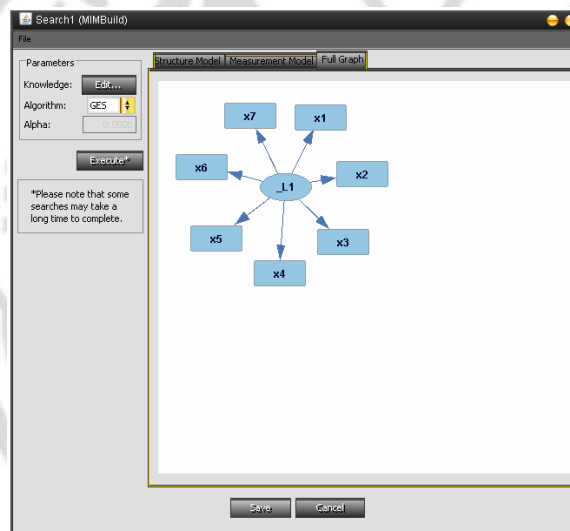 Search1 (MIMBuild)
File
Parameters
Knowledge: Edit...
Algorithm: GES
Alpha: 0.0500
Execute*
*Please note that some
searches may take a
long time to complete.
Structure Model Measurement Model Full Graph
x7
x1
x6
_L1
x2
x5
x3
x4
Save Cancel